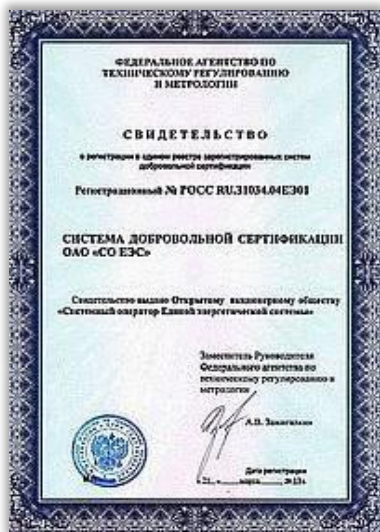 ФЕДЕРАЛЬНОЕ АГЕНТСТВО ПО
ТЕХНИЧЕСКОМУ РЕГУЛИРОВАНИЮ
И МЕТРОЛОГИИ
СВИДЕТЕЛЬСТВО
о регистрации в едином реестре зарегистрированных систем
добровольной сертификации
Регистрационный № РОСС RU.31034.04ЕЭ01
СИСТЕМА ДОБРОВОЛЬНОЙ СЕРТИФИКАЦИИ
ОАО «СО ЕЭС»
Свидетельство выдано Открытому акционерному обществу
«Системный оператор Единой энергетической системы»
Заместитель Руководителя
Федерального агентства по
техническому регулированию и
метрологии
А.В.
Дата регистрации
марта